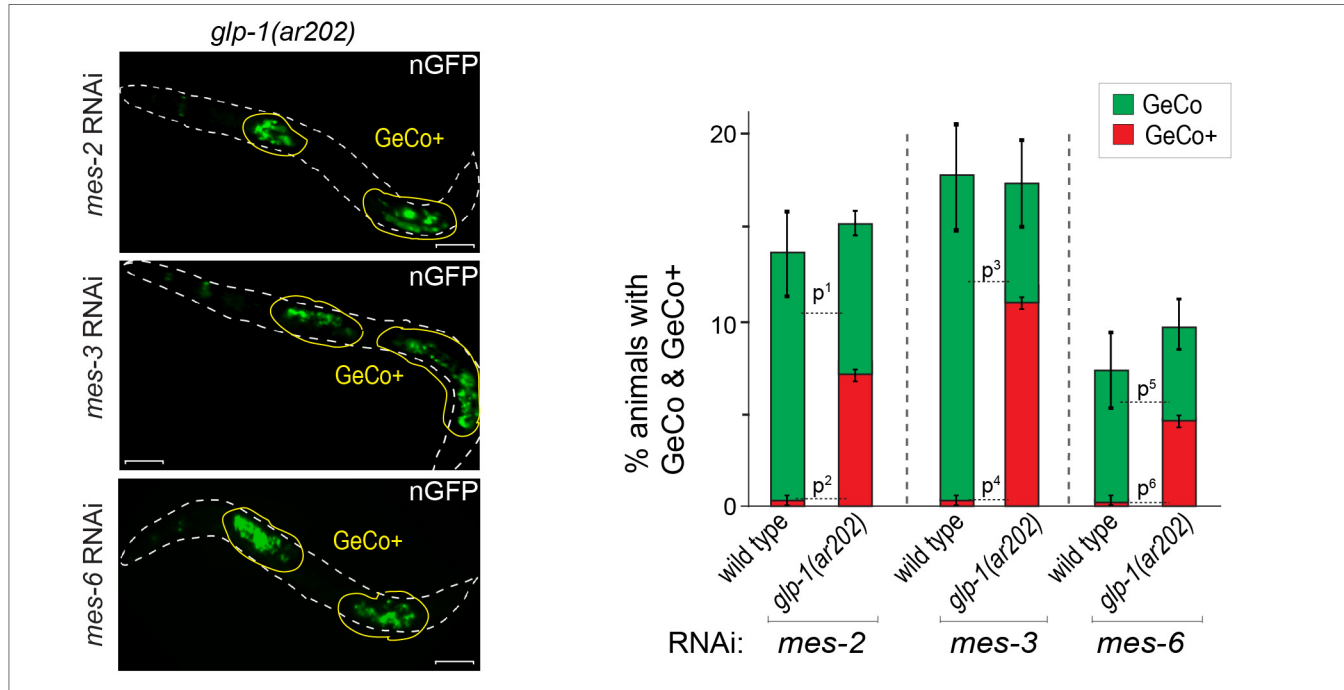 glp-1(ar202)
mes-2 RNAi
nGFP
GeCo+
mes-3 RNAi
nGFP
GeCo+
mes-6 RNAi
nGFP
GeCo+
GeCo
GeCo+
% animals with
GeCo & GeCo+
20
10
0
p1
p2
p3
p4
p5
p6
wild type
glp-1(ar202)
wild type
glp-1(ar202)
wild type
glp-1(ar202)
RNAi: mes-2 mes-3 mes-6